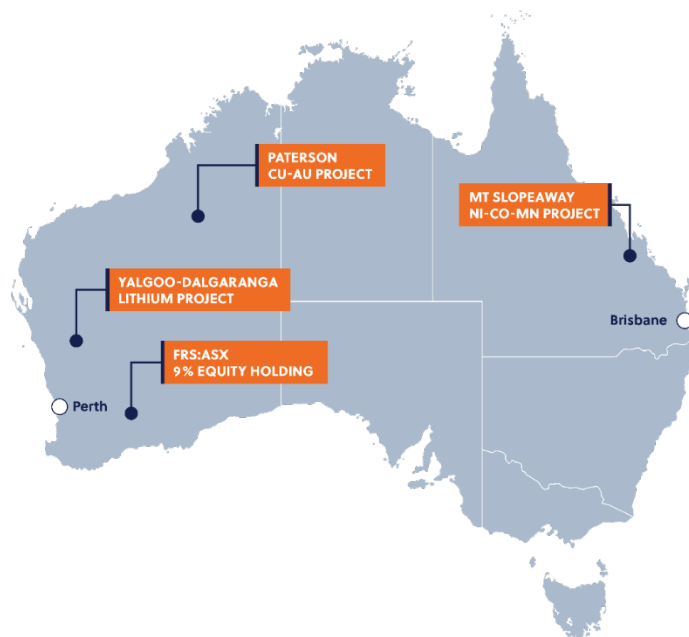 PATERSON
CU-AU PROJECT
MT SLOPEAWAY
NI-CO-MN PROJECT
YALGOO-DALGARANGA
LITHIUM PROJECT
Brisbane
FRS:ASX
9% EQUITY HOLDING
Perth